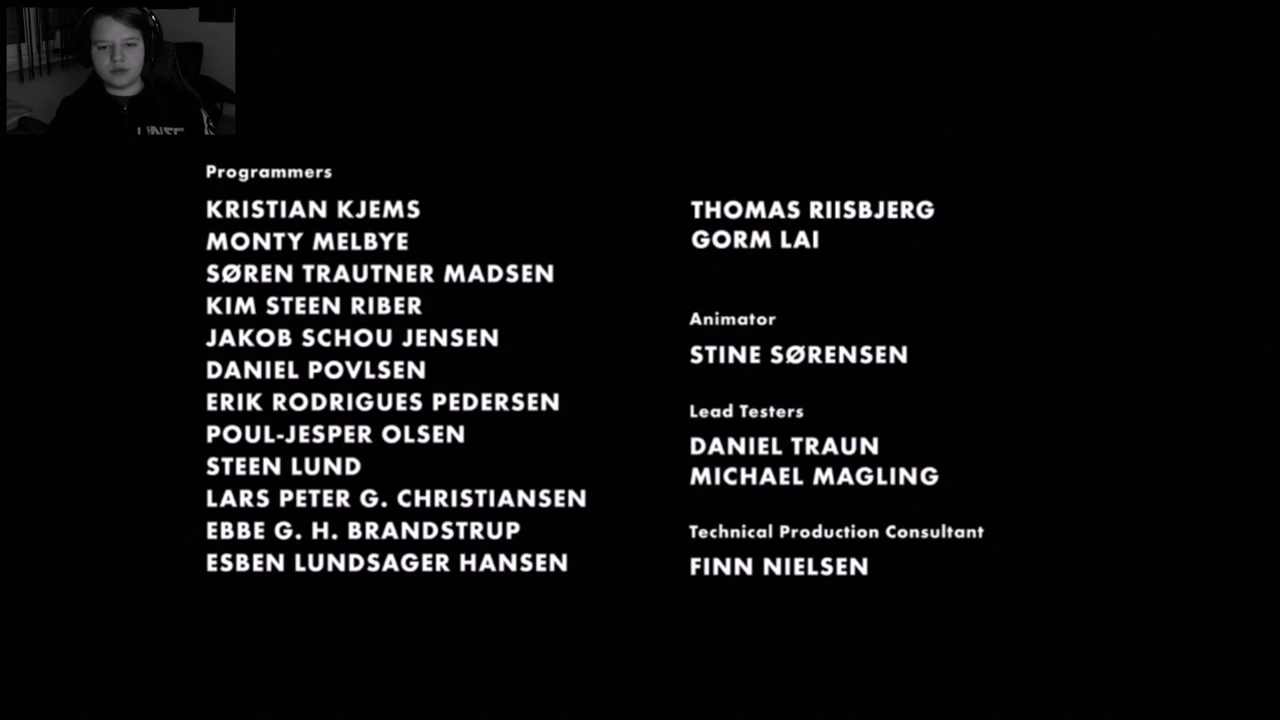 Programmers
KRISTIAN KJEMS
MONTY MELBYE
SØREN TRAUTNER MADSEN
KIM STEEN RIBER
JAKOB SCHOU JENSEN
DANIEL POVLSEN
ERIK RODRIGUES PEDERSEN
POUL-JESPER OLSEN
STEEN LUND
LARS PETER G. CHRISTIANSEN
EBBE G. H. BRANDSTRUP
ESBEN LUNDSAGER HANSEN
THOMAS RIISBJERG
GORM LAI
Animator
STINE SØRENSEN
Lead Testers
DANIEL TRAUN
MICHAEL MAGLING
Technical Production Consultant
FINN NIELSEN